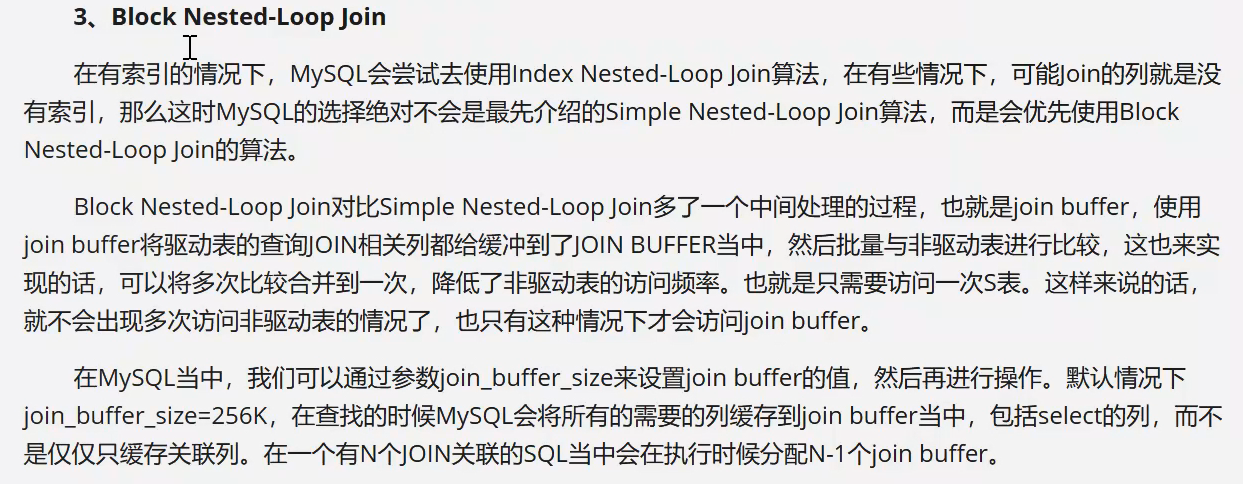 3、Block Nested-Loop Join
在有索引的情况下，MySQL会尝试去使用Index Nested-Loop Join算法，在有些情况下，可能Join的列就是没
有索引，那么这时MySQL的选择绝对不会是最先介绍的Simple Nested-Loop Join算法，而是会优先使用Block
Nested-Loop Join的算法。
Block Nested-Loop Join对比Simple Nested-Loop Join多了一个中间处理的过程，也就是join buffer，使用
join buffer将驱动表的查询JOIN相关列都给缓冲到了JOIN BUFFER当中，然后批量与非驱动表进行比较，这也来实
现的话，可以将多次比较合并到一次，降低了非驱动表的访问频率。也就是只需要访问一次S表。这样来说的话，
就不会出现多次访问非驱动表的情况了，也只有这种情况下才会访问join buffer。
在MySQL当中，我们可以通过参数join_buffer_size来设置join buffer的值，然后再进行操作。默认情况下
join_buffer_size=256K，在查找的时候MySQL会将所有的需要的列缓存到join buffer当中，包括select的列，而不
是仅仅只缓存关联列。在一个有N个JOIN关联的SQL当中会在执行时候分配N-1个join buffer。